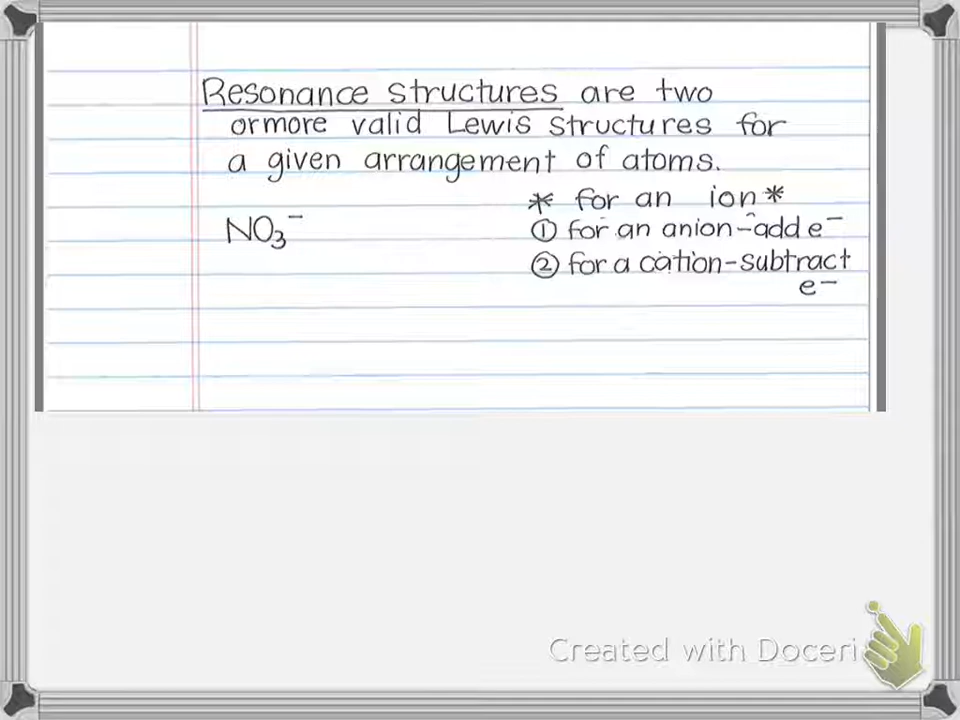 Resonance structures are two
ormore valid Lewis structures for
a given arrangement of atoms.
* for an ion *
NO₃⁻
① for an anion-add e⁻
② for a cation-subtract
e⁻
Created with Doceri